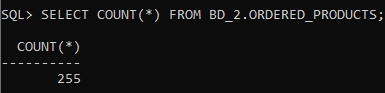 SQL> SELECT COUNT(*) FROM BD_2.ORDERED_PRODUCTS;
COUNT(*)
----------
255